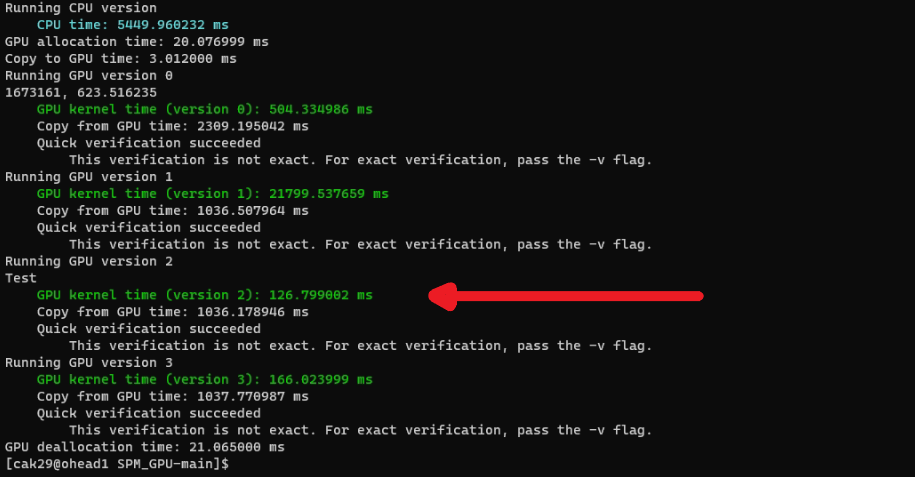 Running CPU version
CPU time: 5449.960232 ms
GPU allocation time: 20.076999 ms
Copy to GPU time: 3.012000 ms
Running GPU version 0
1673161, 623.516235
GPU kernel time (version 0): 504.334986 ms
Copy from GPU time: 2309.195042 ms
Quick verification succeeded
This verification is not exact. For exact verification, pass the -v flag.
Running GPU version 1
GPU kernel time (version 1): 21799.537659 ms
Copy from GPU time: 1036.507964 ms
Quick verification succeeded
This verification is not exact. For exact verification, pass the -v flag.
Running GPU version 2
Test
GPU kernel time (version 2): 126.799002 ms
Copy from GPU time: 1036.178946 ms
Quick verification succeeded
This verification is not exact. For exact verification, pass the -v flag.
Running GPU version 3
GPU kernel time (version 3): 166.023999 ms
Copy from GPU time: 1037.770987 ms
Quick verification succeeded
This verification is not exact. For exact verification, pass the -v flag.
GPU deallocation time: 21.065000 ms
[cak29@ohead1 SPM_GPU-main]$